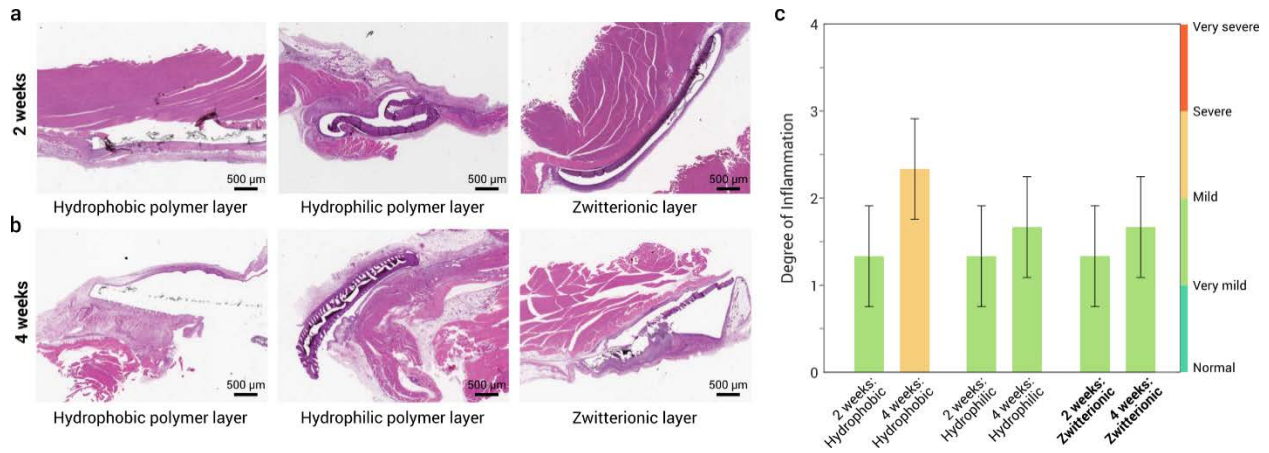 a
2 weeks
500 µm
500 µm
500 µm
Hydrophobic polymer layer
Hydrophilic polymer layer
Zwitterionic layer
b
4 weeks
500 µm
500 µm
500 µm
Hydrophobic polymer layer
Hydrophilic polymer layer
Zwitterionic layer
c
Degree of Inflammation
4
3
2
1
0
Very severe
Severe
Mild
Very mild
Normal
2 weeks:
Hydrophobic
4 weeks:
Hydrophobic
2 weeks:
Hydrophilic
4 weeks:
Hydrophilic
2 weeks:
Zwitterionic
4 weeks:
Zwitterionic